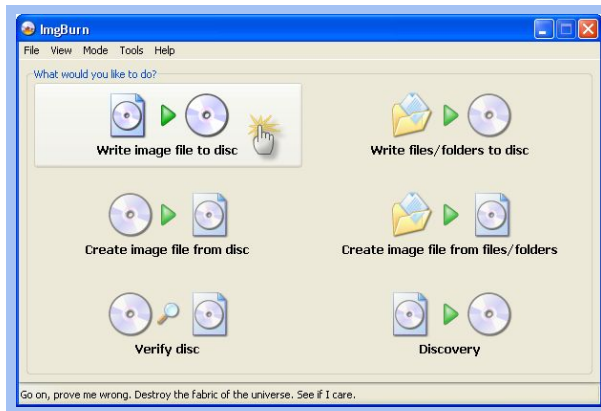 ImgBurn
File View Mode Tools Help
What would you like to do?
Write image file to disc
Write files/folders to disc
Create image file from disc
Create image file from files/folders
Verify disc
Discovery
Go on, prove me wrong. Destroy the fabric of the universe. See if I care.